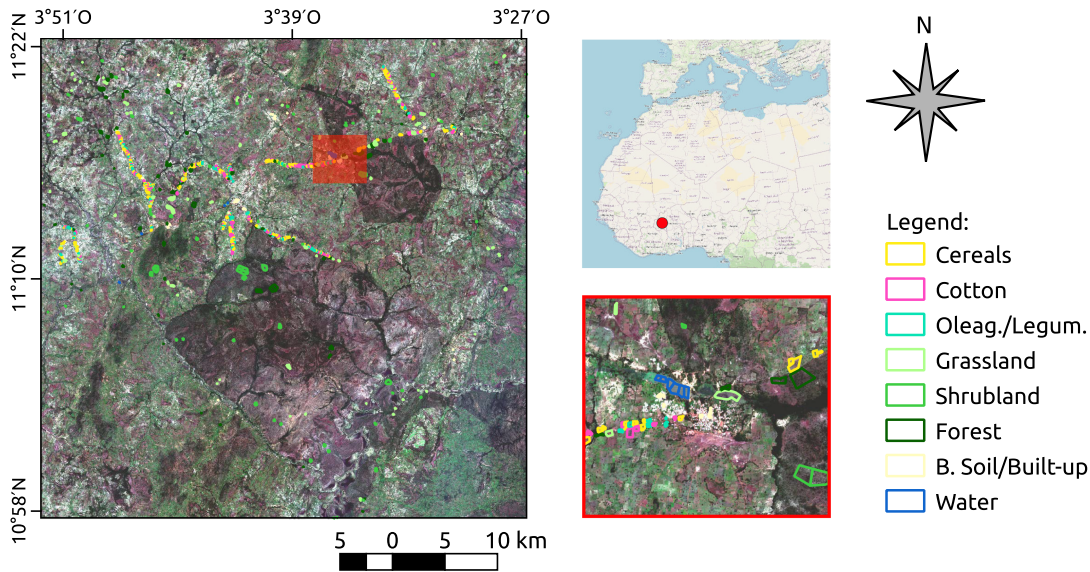 3°51'O 3°39'O 3°27'O
N
11°22'N
11°10'N
10°58'N
Legend:
Cereals
Cotton
Oleag./Legum.
Grassland
Shrubland
Forest
B. Soil/Built-up
Water
5 0 5 10 km